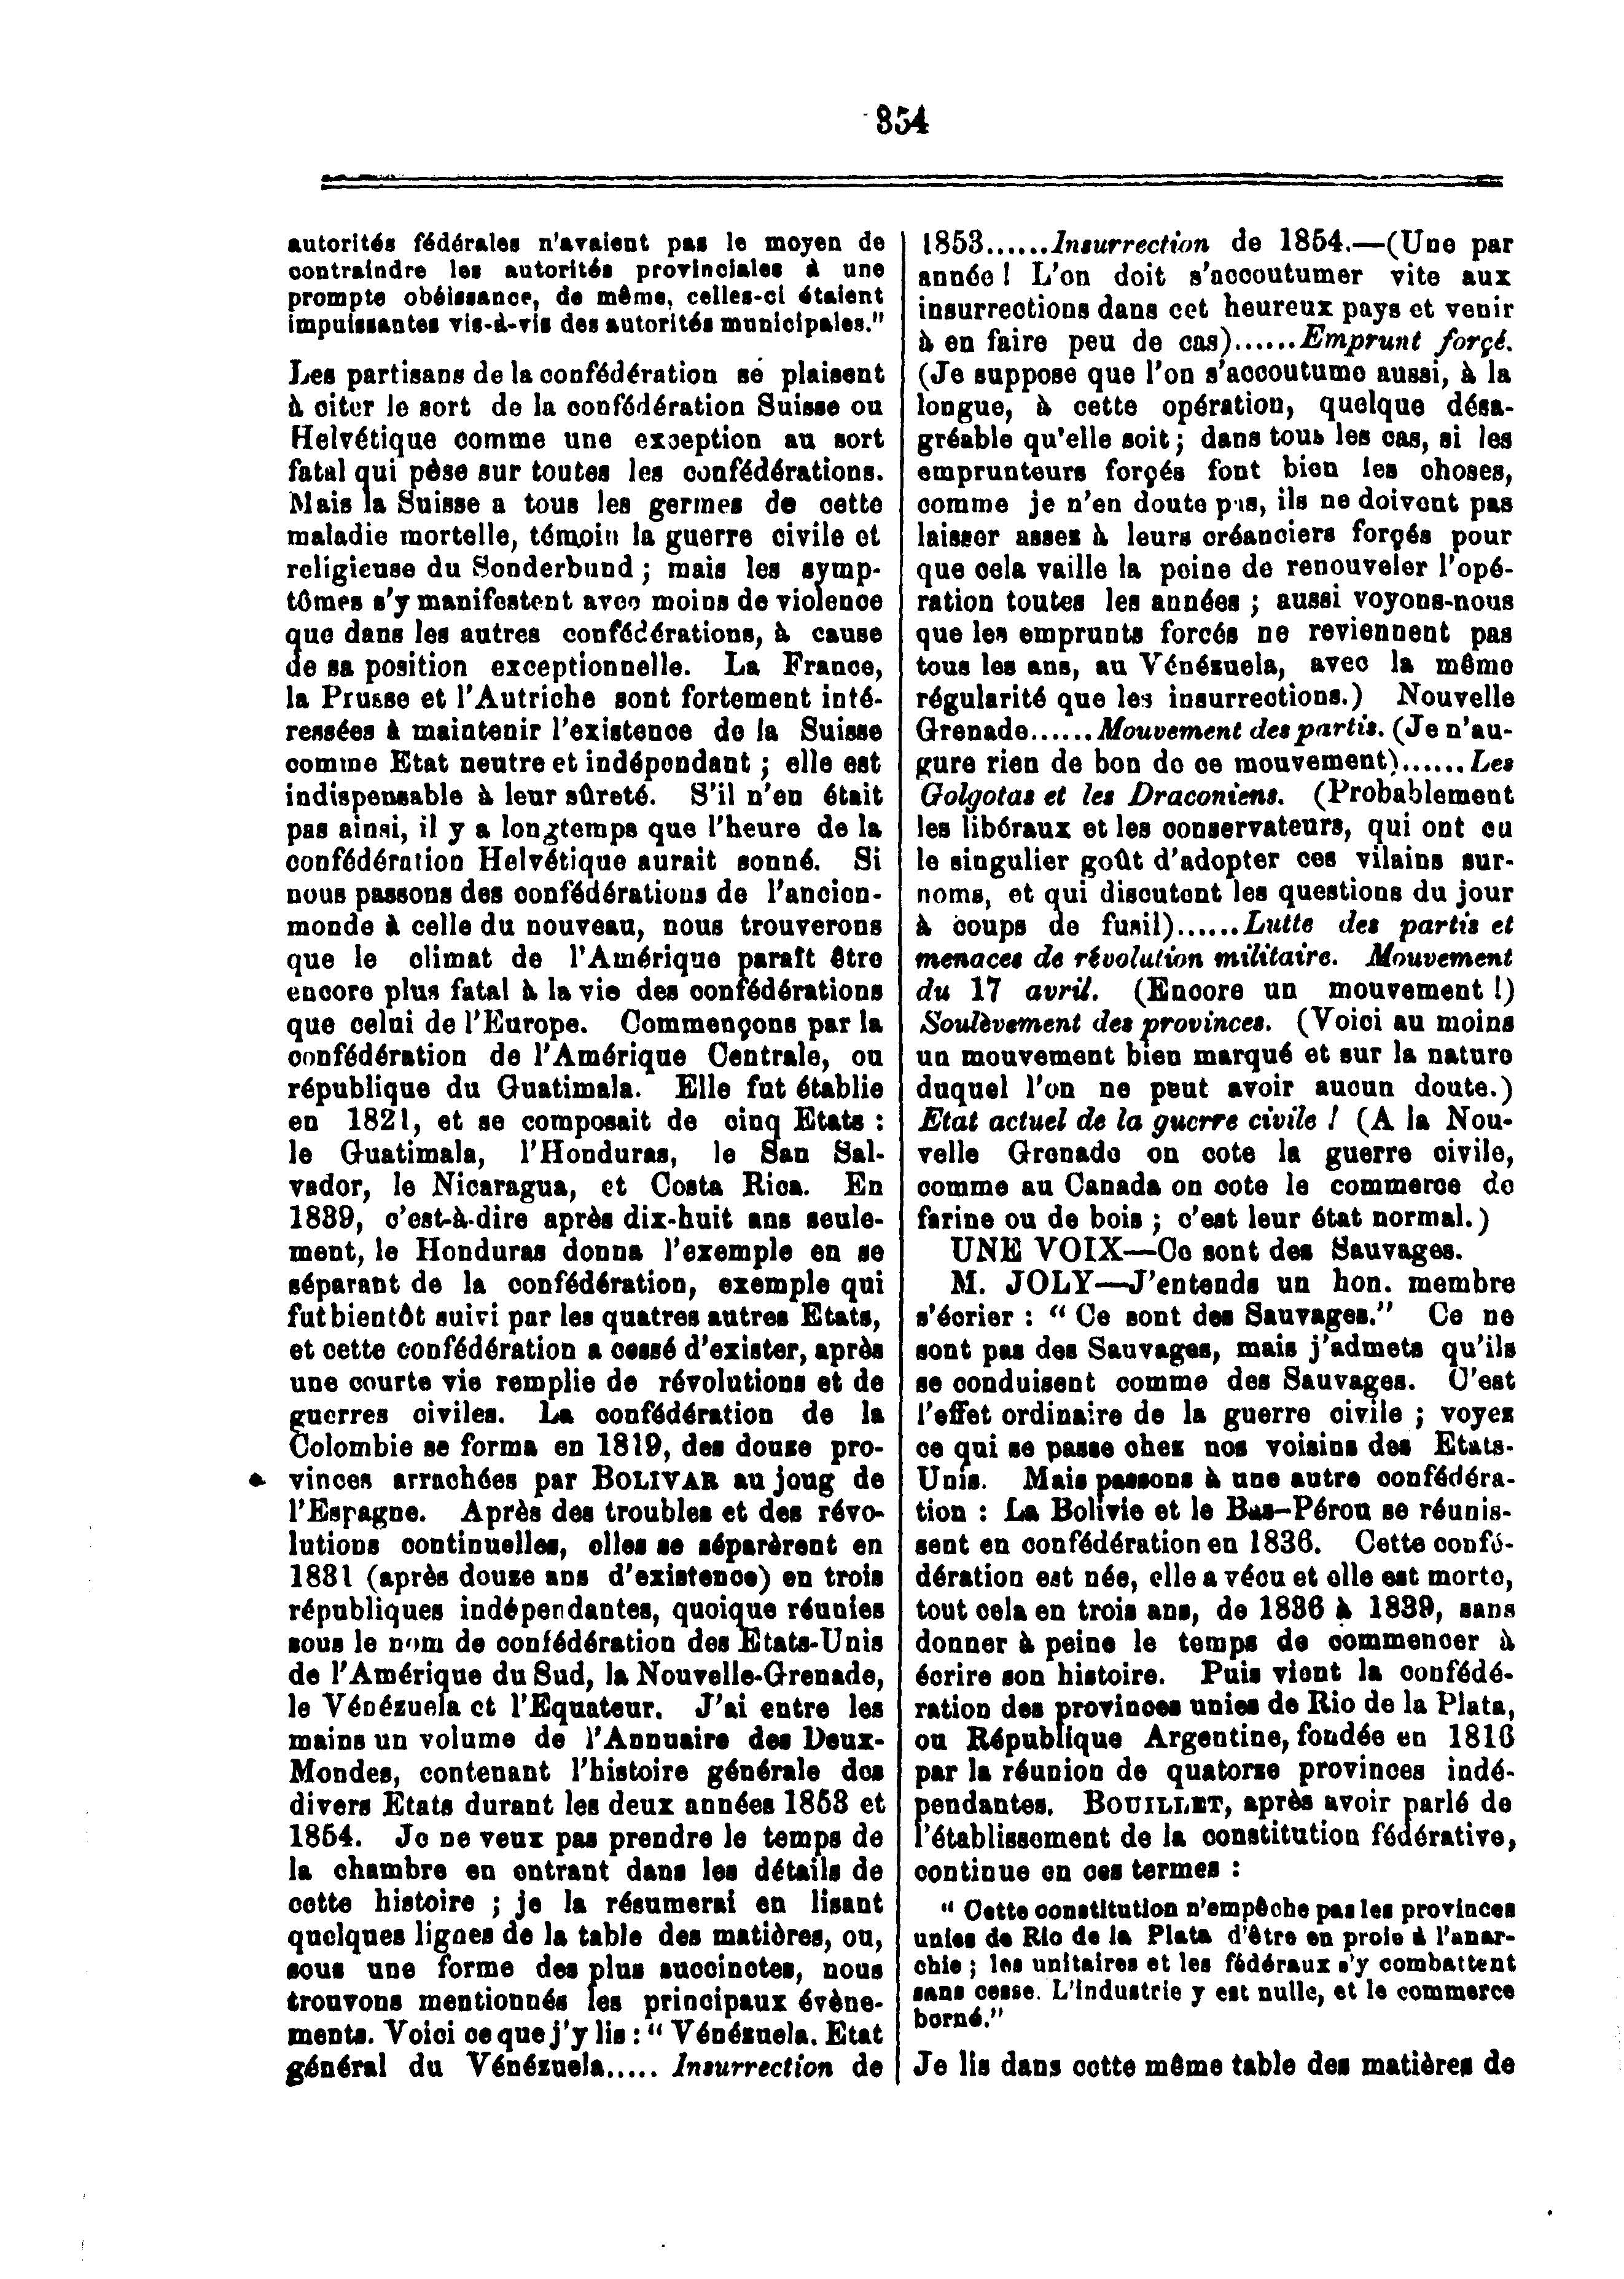 354
autorités fédérales n'avaient pas le moyen de
contraindre les autorités provinciales à une
prompte obéissance, de même, celles-ci étaient
impuissantes vis-à-vis des autorités municipales."
Les partisans de la confédération se plaisent
à citer le sort de la confédération Suisse ou
Helvétique comme une exception au sort
fatal qui pèse sur toutes les confédérations.
Mais la Suisse a tous les germes de cette
maladie mortelle, témoin la guerre civile et
religieuse du Sonderbund ; mais les symp-
tômes s'y manifestent avec moins de violence
que dans les autres confédérations, à cause
de sa position exceptionnelle. La France,
la Prusse et l'Autriche sont fortement inté-
ressées à maintenir l'existence de la Suisse
comme Etat neutre et indépendant ; elle est
indispensable à leur sûreté. S'il n'en était
pas ainsi, il y a longtemps que l'heure de la
confédération Helvétique aurait sonné. Si
nous passons des confédérations de l'ancien-
monde à celle du nouveau, nous trouverons
que le climat de l'Amérique paraît être
encore plus fatal à la vie des confédérations
que celui de l'Europe. Commençons par la
confédération de l'Amérique Centrale, ou
république du Guatimala. Elle fut établie
en 1821, et se composait de cinq Etats :
le Guatimala, l'Honduras, le San Sal-
vador, le Nicaragua, et Costa Rica. En
1839, c'est-à-dire après dix-huit ans seule-
ment, le Honduras donna l'exemple en se
séparant de la confédération, exemple qui
fut bientôt suivi par les quatres autres Etats,
et cette confédération a cessé d'exister, après
une courte vie remplie de révolutions et de
guerres civiles. La confédération de la
Colombie se forma en 1819, des douze pro-
vinces arrachées par BOLIVAR au joug de
l'Espagne. Après des troubles et des révo-
lutions continuelles, elles se séparèrent en
1831 (après douze ans d'existence) en trois
républiques indépendantes, quoique réunies
sous le nom de confédération des Etats-Unis
de l'Amérique du Sud, la Nouvelle-Grenade,
le Vénézuela et l'Equateur. J'ai entre les
mains un volume de l'Annuaire des Deux-
Mondes, contenant l'histoire générale des
divers Etats durant les deux années 1853 et
1854. Je ne veux pas prendre le temps de
la chambre en entrant dans les détails de
cette histoire ; je la résumerai en lisant
quelques lignes de la table des matières, ou,
sous une forme des plus succinctes, nous
trouvons mentionnés les principaux évène-
ments. Voici ce que j'y lis : " Vénézuela. Etat
général du Vénézuela..... Insurrection de
1853......Insurrection de 1854.—(Une par
année ! L'on doit s'accoutumer vite aux
insurrections dans cet heureux pays et venir
à en faire peu de cas)......Emprunt forçé.
(Je suppose que l'on s'accoutume aussi, à la
longue, à cette opération, quelque désa-
gréable qu'elle soit ; dans tous les cas, si les
emprunteurs forçés font bien les choses,
comme je n'en doute pas, ils ne doivent pas
laisser assez à leurs créanciers forçés pour
que cela vaille la peine de renouveler l'opé-
ration toutes les années ; aussi voyons-nous
que les emprunts forcés ne reviennent pas
tous les ans, au Vénézuela, avec la même
régularité que les insurrections.) Nouvelle
Grenade......Mouvement des partis. (Je n'au-
gure rien de bon de ce mouvement)......Les
Golgotas et les Draconiens. (Probablement
les libéraux et les conservateurs, qui ont eu
le singulier goût d'adopter ces vilains sur-
noms, et qui discutent les questions du jour
à coups de fusil)......Lutte des partis et
menaces de révolution militaire. Mouvement
du 17 avril. (Encore un mouvement !)
Soulèvement des provinces. (Voici au moins
un mouvement bien marqué et sur la nature
duquel l'on ne peut avoir aucun doute.)
Etat actuel de la guerre civile ! (A la Nou-
velle Grenade on cote la guerre civile,
comme au Canada on cote le commerce de
farine ou de bois ; c'est leur état normal.)
UNE VOIX—Ce sont des Sauvages.
M. JOLY—J'entends un hon. membre
s'écrier : " Ce sont des Sauvages." Ce ne
sont pas des Sauvages, mais j'admets qu'ils
se conduisent comme des Sauvages. C'est
l'effet ordinaire de la guerre civile ; voyez
ce qui se passe chez nos voisins des Etats-
Unis. Mais passons à une autre confédéra-
tion : La Bolivie et le Bas-Pérou se réunis-
sent en confédération en 1836. Cette confé-
dération est née, elle a vécu et elle est morte,
tout cela en trois ans, de 1836 à 1839, sans
donner à peine le temps de commencer à
écrire son histoire. Puis vient la confédé-
ration des provinces unies de Rio de la Plata,
ou République Argentine, fondée en 1816
par la réunion de quatorze provinces indé-
pendantes. BOUILLET, après avoir parlé de
l'établissement de la constitution fédérative,
continue en ces termes :
" Cette constitution n'empêche pas les provinces
unies de Rio de la Plata d'être en proie à l'anar-
chie ; les unitaires et les fédéraux s'y combattent
sans cesse. L'industrie y est nulle, et le commerce
borné."
Je lis dans cette même table des matières de